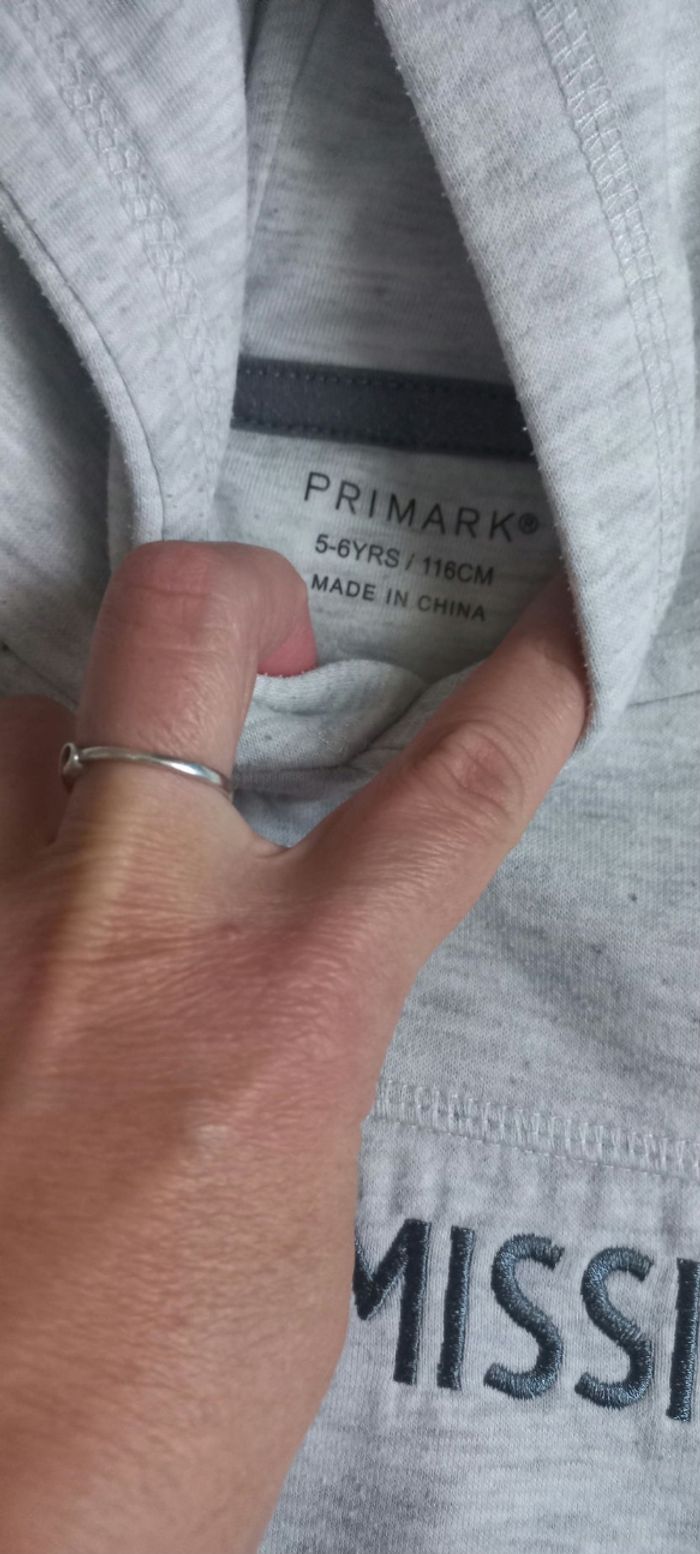 PRIMARK®
5-6YRS / 116CM
MADE IN CHINA
MISSI